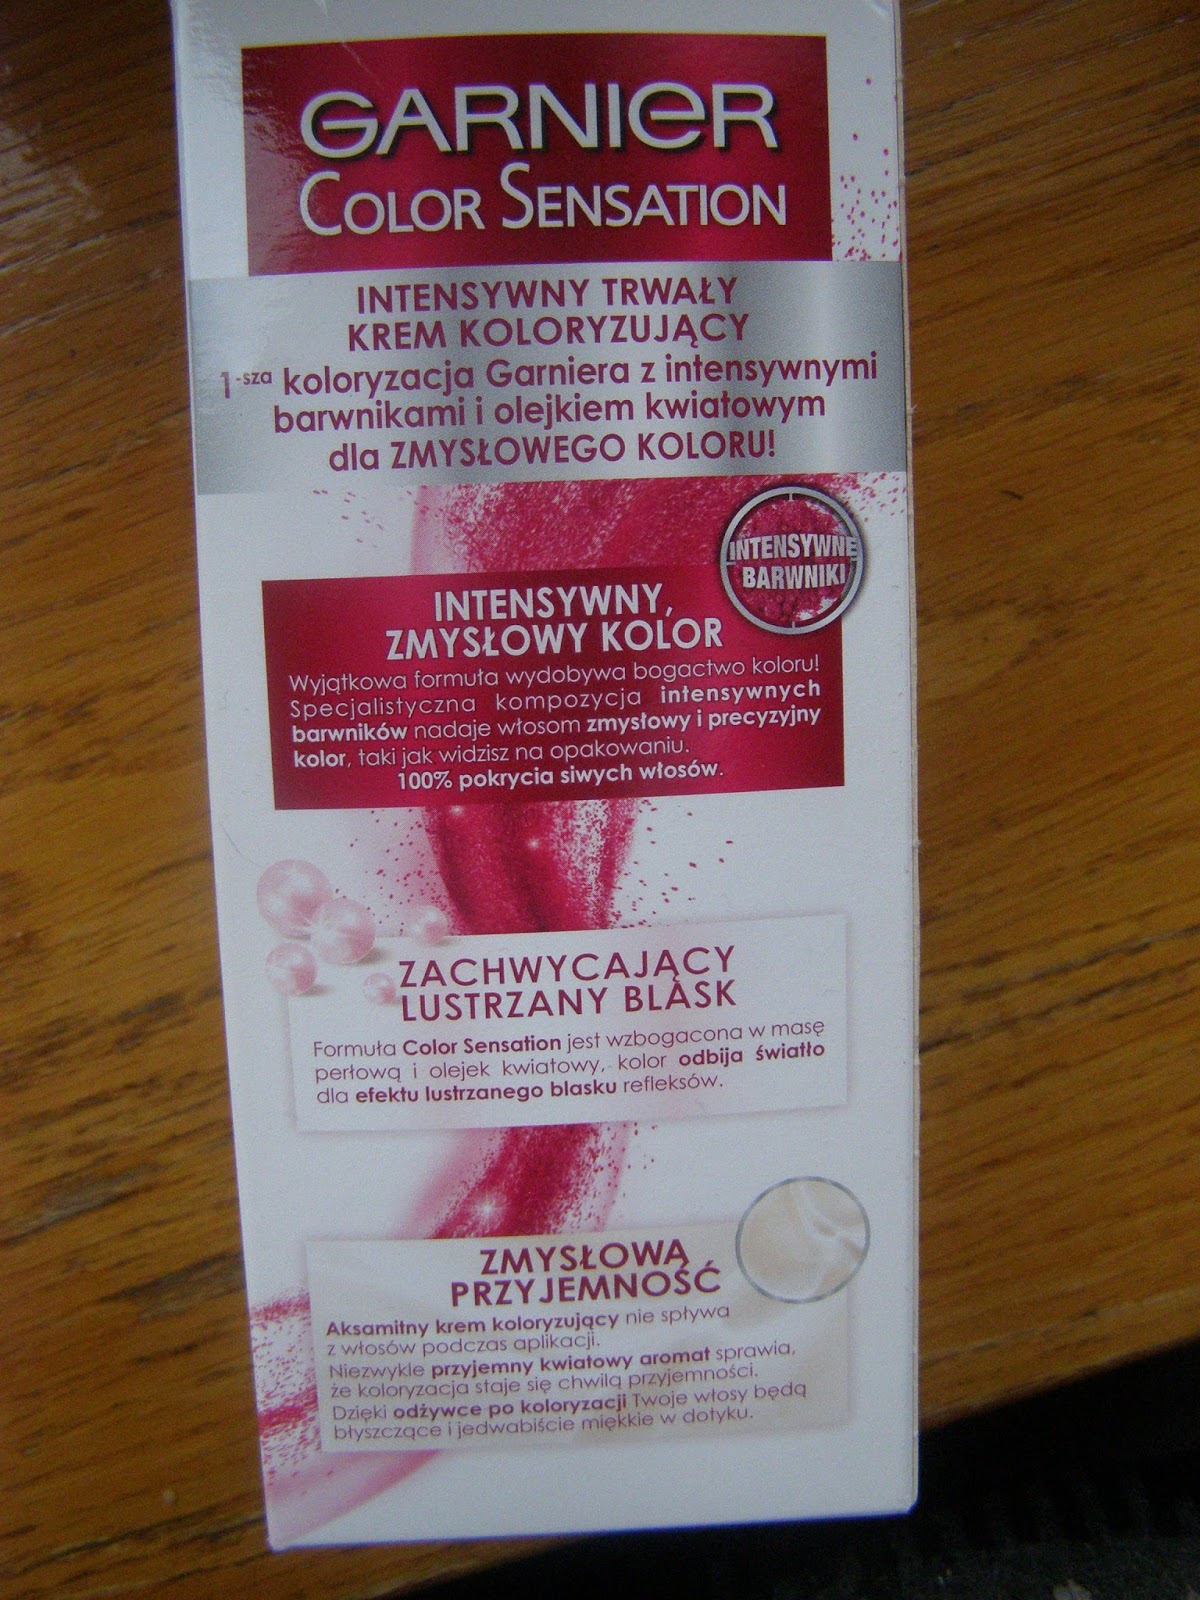 GARNIER
COLOR SENSATION
INTENSYWNY TRWAŁY
KREM KOLORYZUJĄCY
1-sza koloryzacja Garniera z intensywnymi
barwnikami i olejkiem kwiatowym
dla ZMYSŁOWEGO KOLORU!
INTENSYWNE
BARWNIKI
INTENSYWNY,
ZMYSŁOWY KOLOR
Wyjątkowa formuła wydobywa bogactwo koloru!
Specjalistyczna kompozycja intensywnych
barwników nadaje włosom zmysłowy i precyzyjny
kolor, taki jak widzisz na opakowaniu.
100% pokrycia siwych włosów.
ZACHWYCAJĄCY
LUSTRZANY BLASK
Formuła Color Sensation jest wzbogacona w masę
perłową i olejek kwiatowy, kolor odbija światło
dla efektu lustrzanego blasku refleksów.
ZMYSŁOWA
PRZYJEMNOŚĆ
Aksamitny krem koloryzujący nie spływa
z włosów podczas aplikacji.
Niezwykle przyjemny kwiatowy aromat sprawia,
że koloryzacja staje się chwilą przyjemności.
Dzięki odżywce po koloryzacji Twoje włosy będą
błyszczące i jedwabiście miękkie w dotyku.